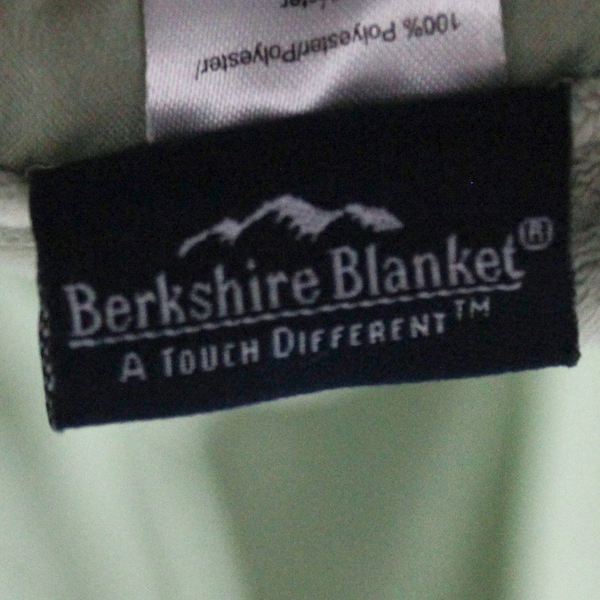 100% Polyester/Polyester/
Berkshire Blanket®
A TOUCH DIFFERENT™